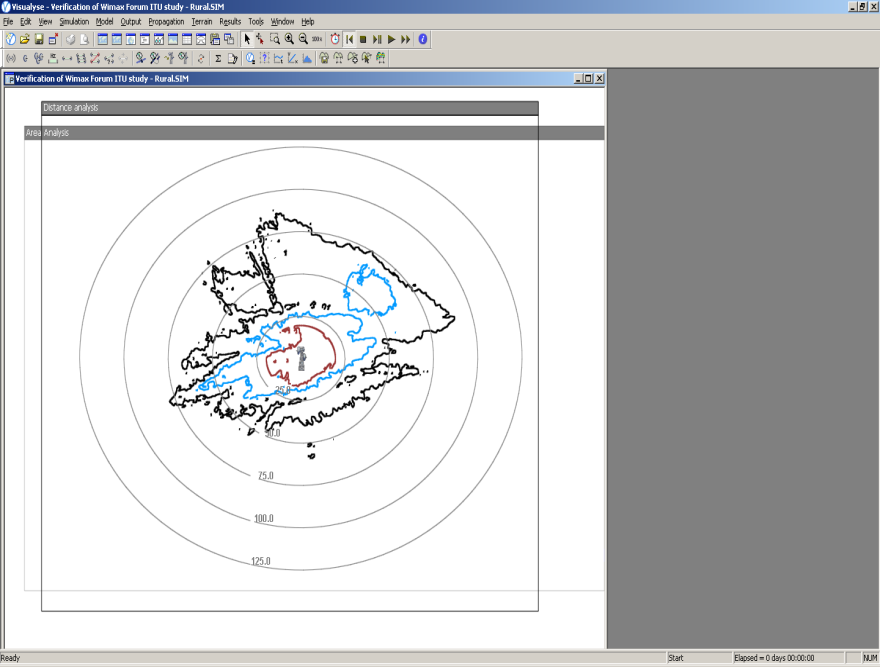 Visualyse - Verification of Wimax Forum ITU study - Rural.SIM
File Edit View Simulation Model Output Propagation Terrain Results Tools Window Help
100%
Verification of Wimax Forum ITU study - Rural.SIM
Distance analysis
Area Analysis
25.0
50.0
75.0
100.0
125.0
Ready
Start
Elapsed = 0 days 00:00:00
NUM